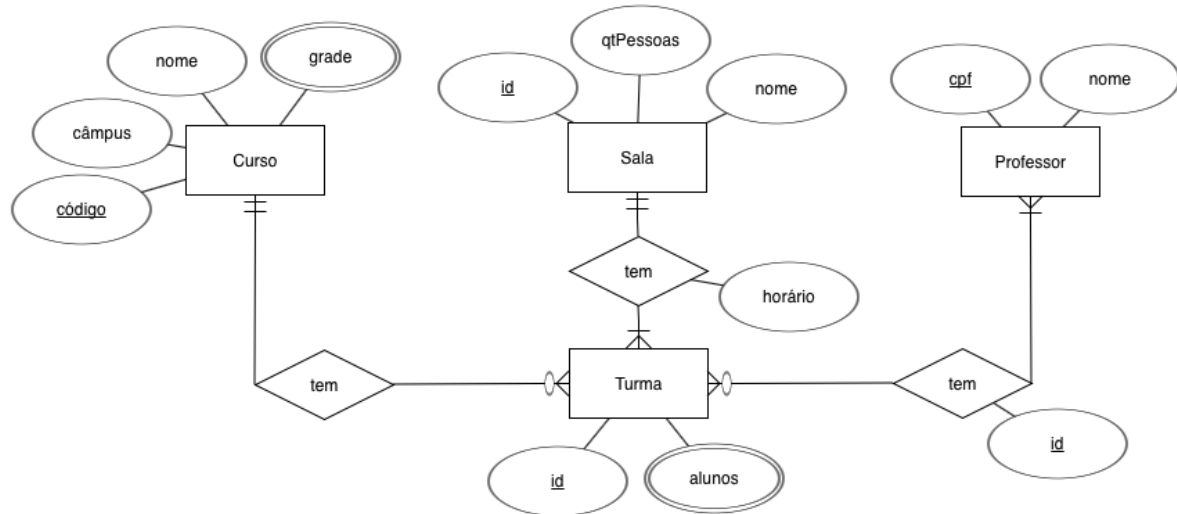 nome
grade
câmpus
código
Curso
id
qtPessoas
nome
Sala
cpf
nome
Professor
tem
horário
tem
Turma
tem
id
alunos
id